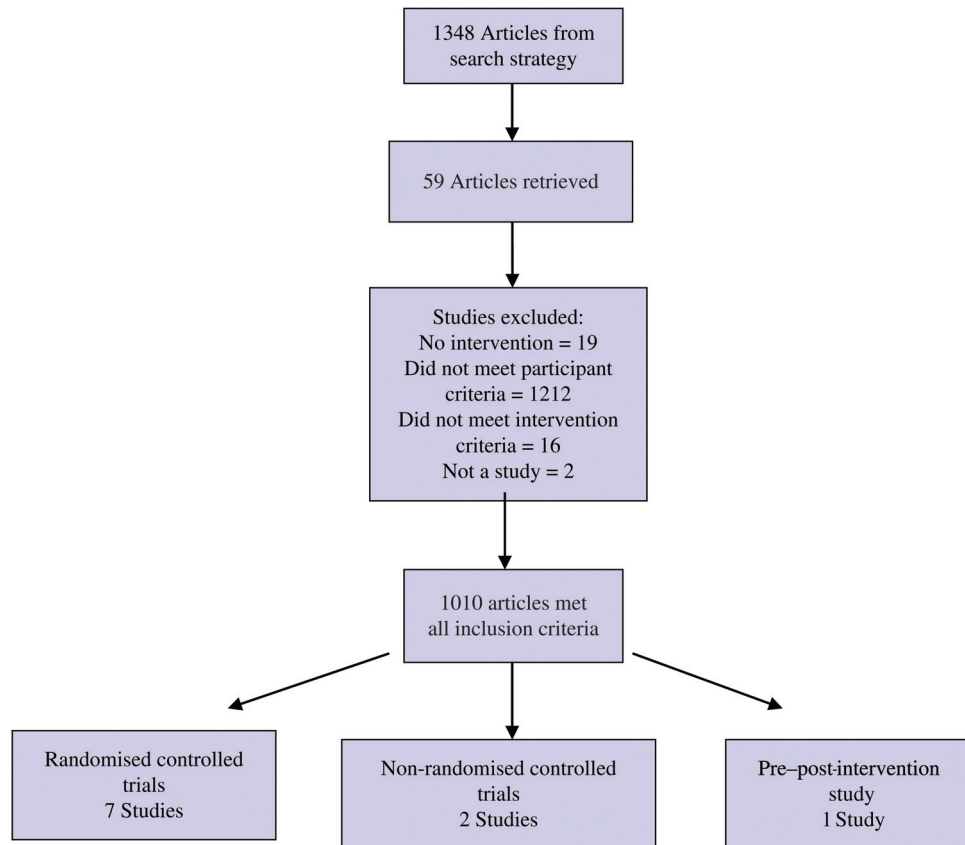 1348 Articles from
search strategy
59 Articles retrieved
Studies excluded:
No intervention = 19
Did not meet participant
criteria = 1212
Did not meet intervention
criteria = 16
Not a study = 2
1010 articles met
all inclusion criteria
Randomised controlled
trials
7 Studies
Non-randomised controlled
trials
2 Studies
Pre–post-intervention
study
1 Study